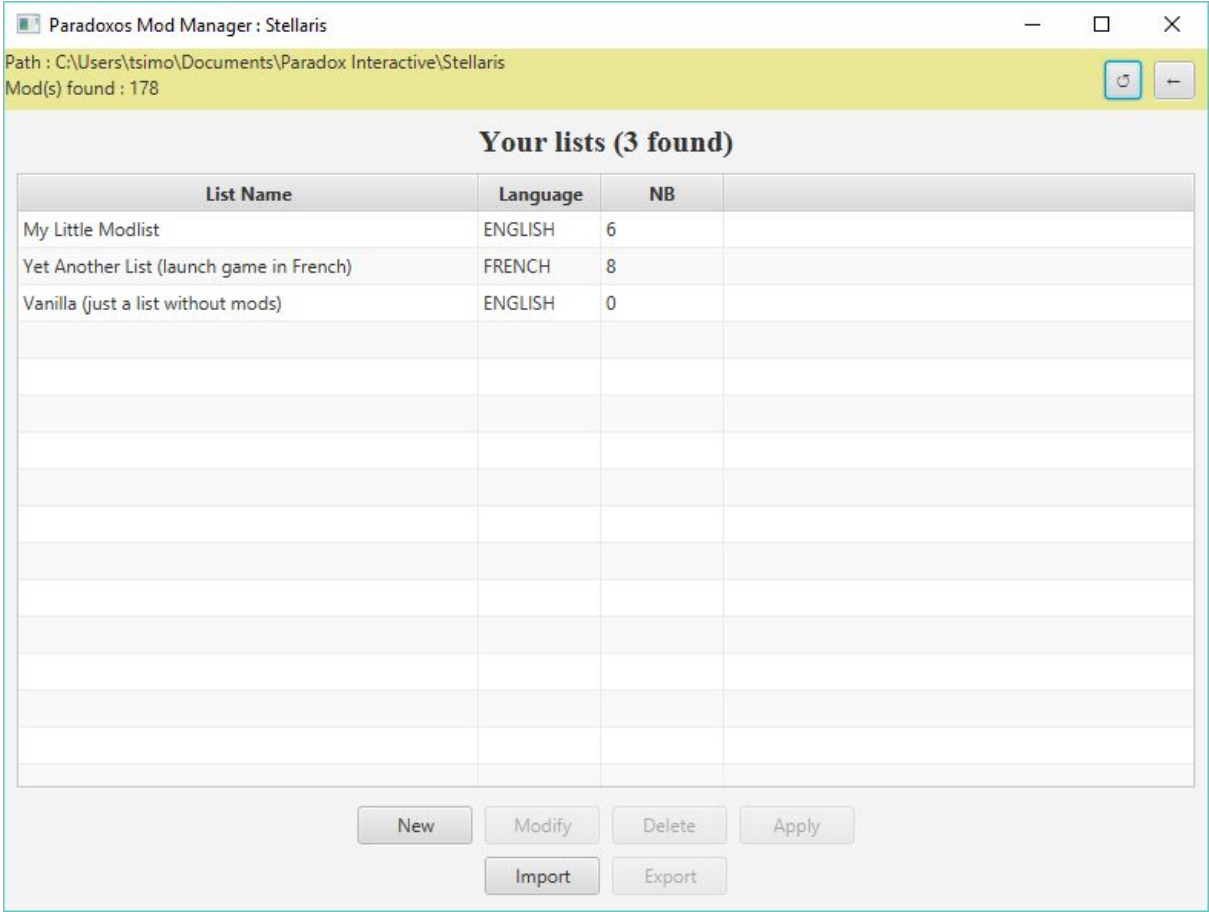 Paradoxos Mod Manager : Stellaris
Path : C:\Users\tsimo\Documents\Paradox Interactive\Stellaris
Mod(s) found : 178
Your lists (3 found)
List Name Language NB
My Little Modlist ENGLISH 6
Yet Another List (launch game in French) FRENCH 8
Vanilla (just a list without mods) ENGLISH 0
New Modify Delete Apply
Import Export